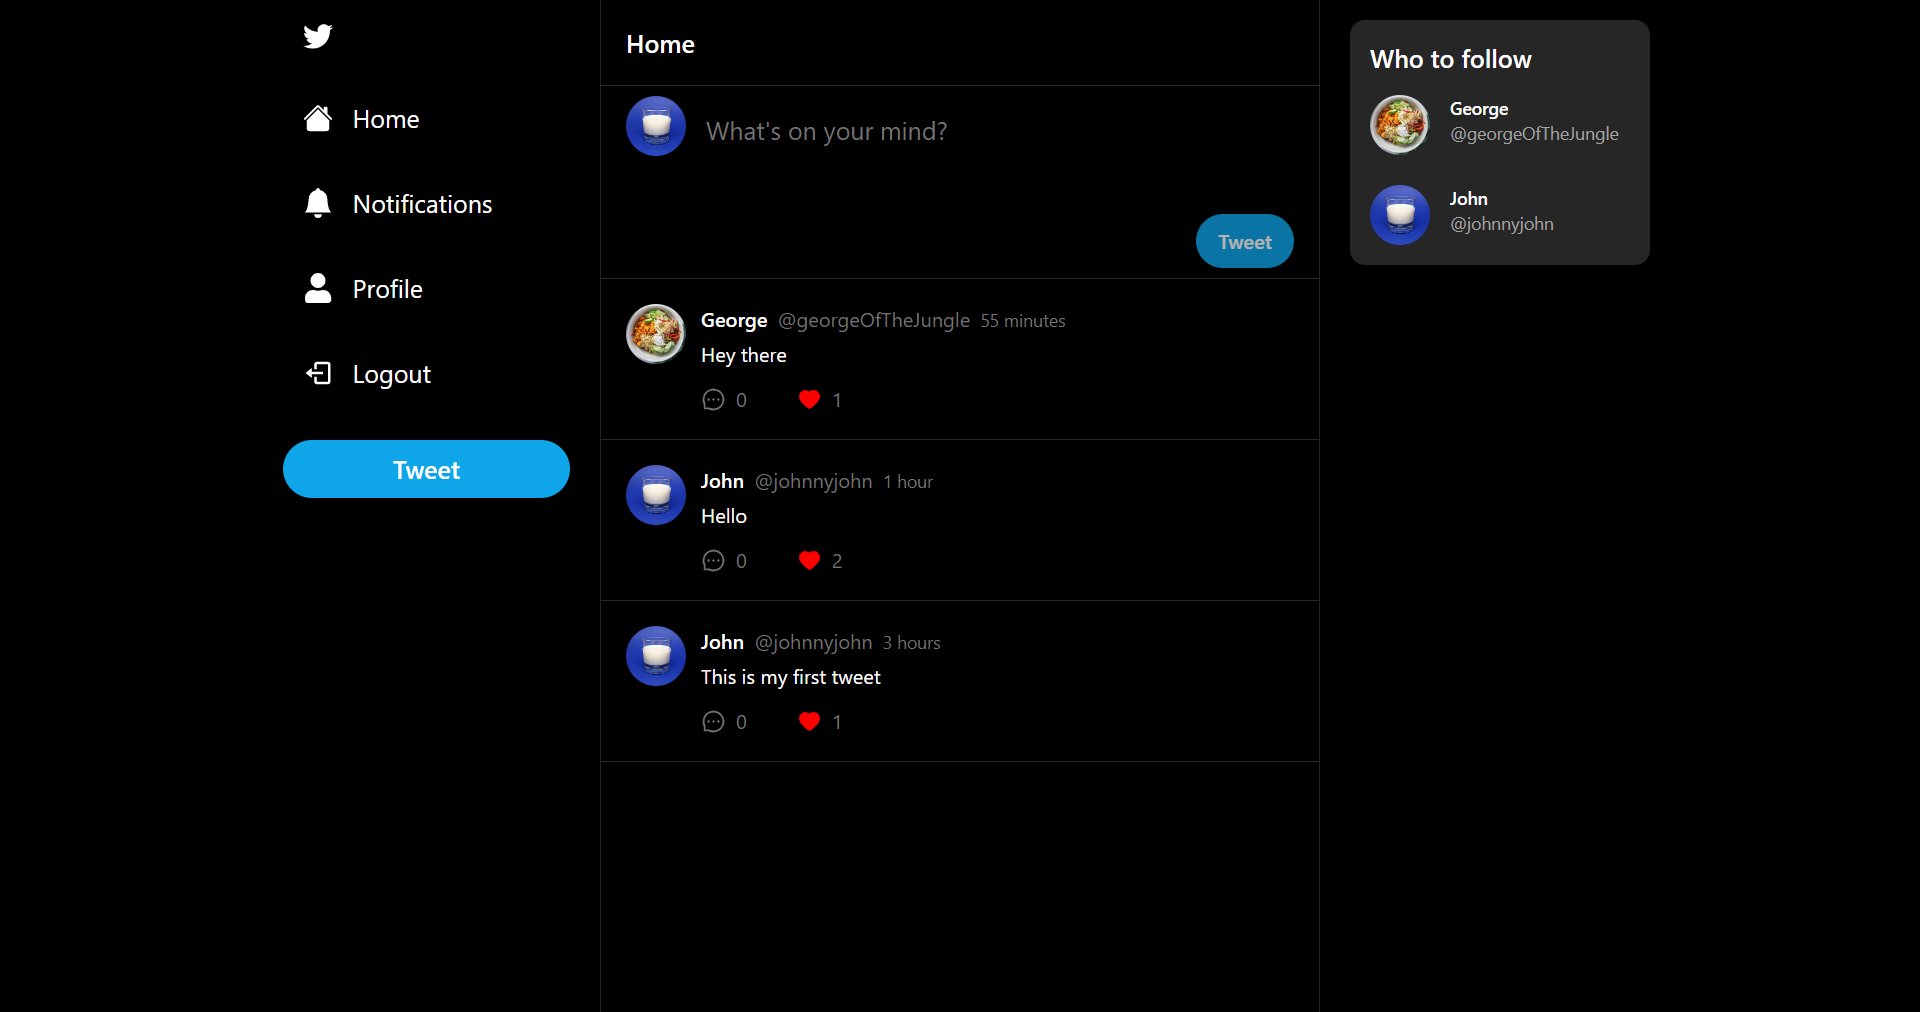 Home
Notifications
Profile
Logout
Tweet
Home
What's on your mind?
Tweet
George @georgeOfTheJungle 55 minutes
Hey there
0 1
John @johnnyjohn 1 hour
Hello
0 2
John @johnnyjohn 3 hours
This is my first tweet
0 1
Who to follow
George
@georgeOfTheJungle
John
@johnnyjohn